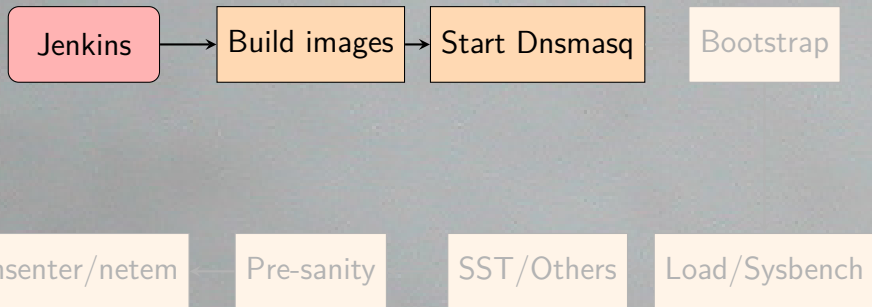 Jenkins
Build images
Start Dnsmasq
Bootstrap
nsenter/netem
Pre-sanity
SST/Others
Load/Sysbench